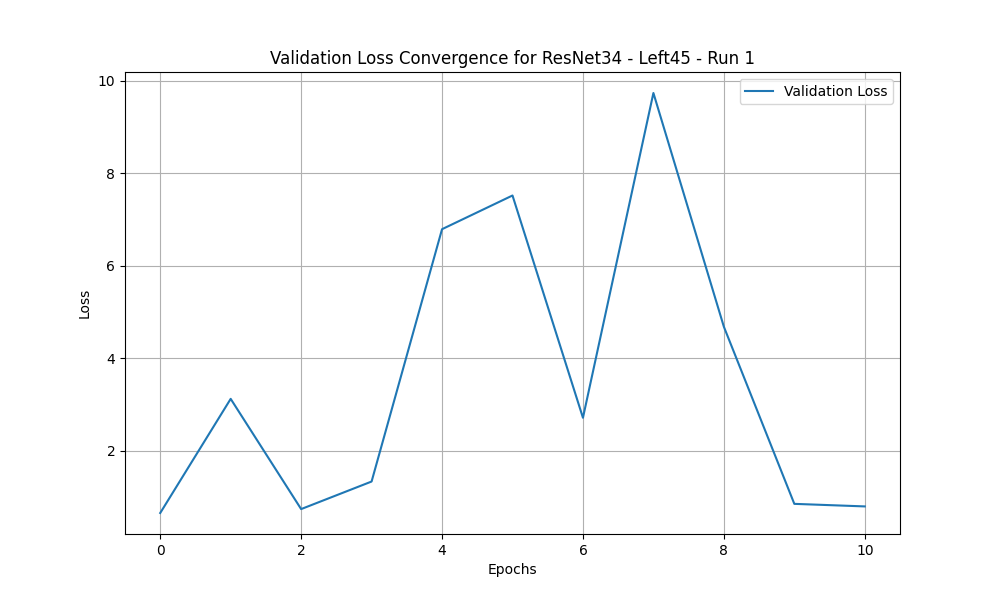 Validation Loss Convergence for ResNet34 - Left45 - Run 1
Validation Loss
10
8
6
4
2
Loss
0 2 4 6 8 10
Epochs